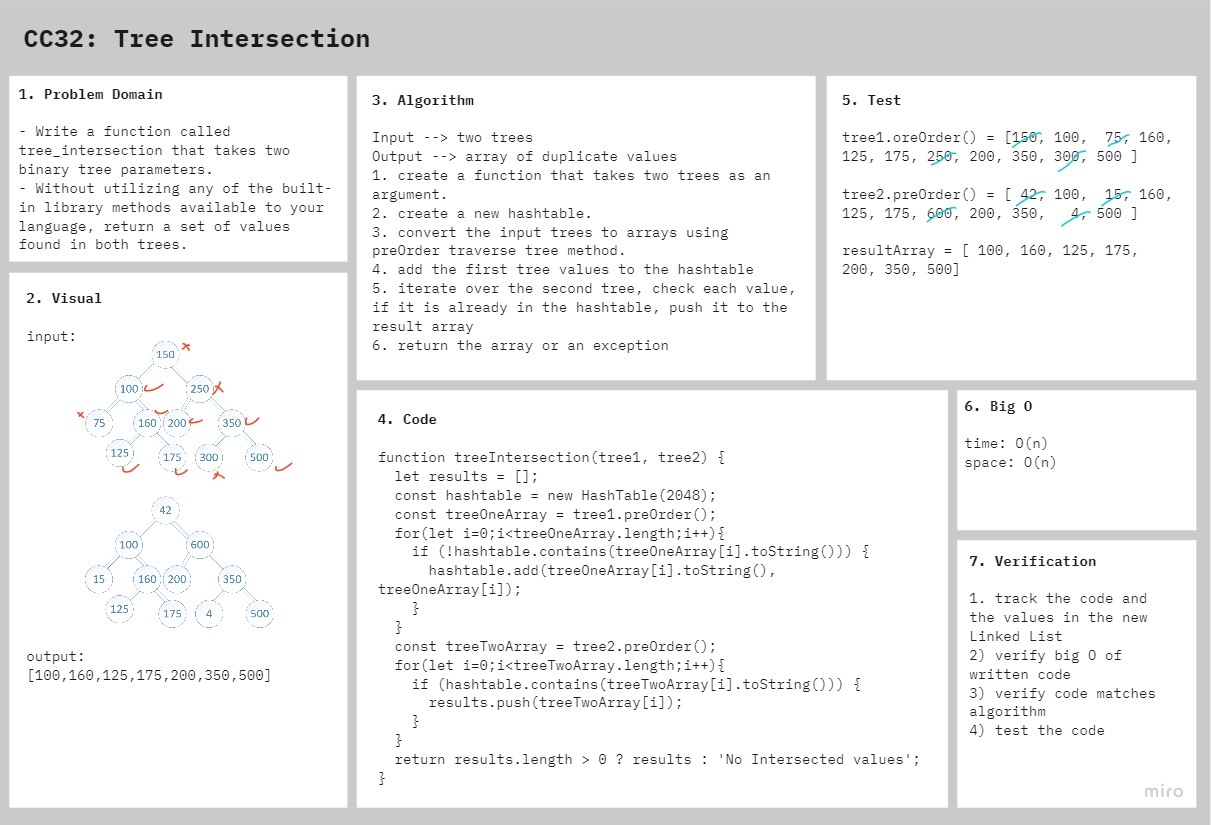 CC32: Tree Intersection
1. Problem Domain
- Write a function called
tree_intersection that takes two
binary tree parameters.
- Without utilizing any of the built-
in library methods available to your
language, return a set of values
found in both trees.
2. Visual
input:
150
100 250
75 160 200 350
125 175 300 500
42
100 600
15 160 200 350
125 175 4 500
output:
[100,160,125,175,200,350,500]
3. Algorithm
Input --> two trees
Output --> array of duplicate values
1. create a function that takes two trees as an
argument.
2. create a new hashtable.
3. convert the input trees to arrays using
preOrder traverse tree method.
4. add the first tree values to the hashtable
5. iterate over the second tree, check each value,
if it is already in the hashtable, push it to the
result array
6. return the array or an exception
4. Code
function treeIntersection(tree1, tree2) {
let results = [];
const hashtable = new HashTable(2048);
const treeOneArray = tree1.preOrder();
for(let i=0;i<treeOneArray.length;i++){
if (!hashtable.contains(treeOneArray[i].toString())) {
hashtable.add(treeOneArray[i].toString(),
treeOneArray[i]);
}
}
const treeTwoArray = tree2.preOrder();
for(let i=0;i<treeTwoArray.length;i++){
if (hashtable.contains(treeTwoArray[i].toString())) {
results.push(treeTwoArray[i]);
}
}
return results.length > 0 ? results : 'No Intersected values';
}
5. Test
tree1.oreOrder() = [150, 100, 75, 160,
125, 175, 250, 200, 350, 300, 500 ]
tree2.preOrder() = [ 42, 100, 15, 160,
125, 175, 600, 200, 350, 4, 500 ]
resultArray = [ 100, 160, 125, 175,
200, 350, 500]
6. Big O
time: O(n)
space: O(n)
7. Verification
1. track the code and
the values in the new
Linked List
2) verify big O of
written code
3) verify code matches
algorithm
4) test the code
miro